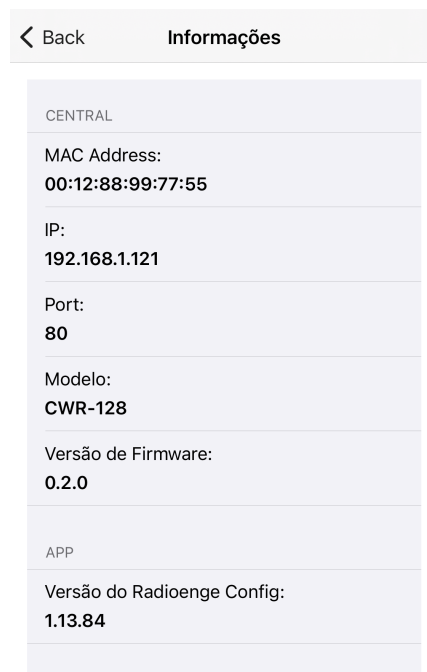 Back
Informações
CENTRAL
MAC Address:
00:12:88:99:77:55
IP:
192.168.1.121
Port:
80
Modelo:
CWR-128
Versão de Firmware:
0.2.0
APP
Versão do Radioenge Config:
1.13.84